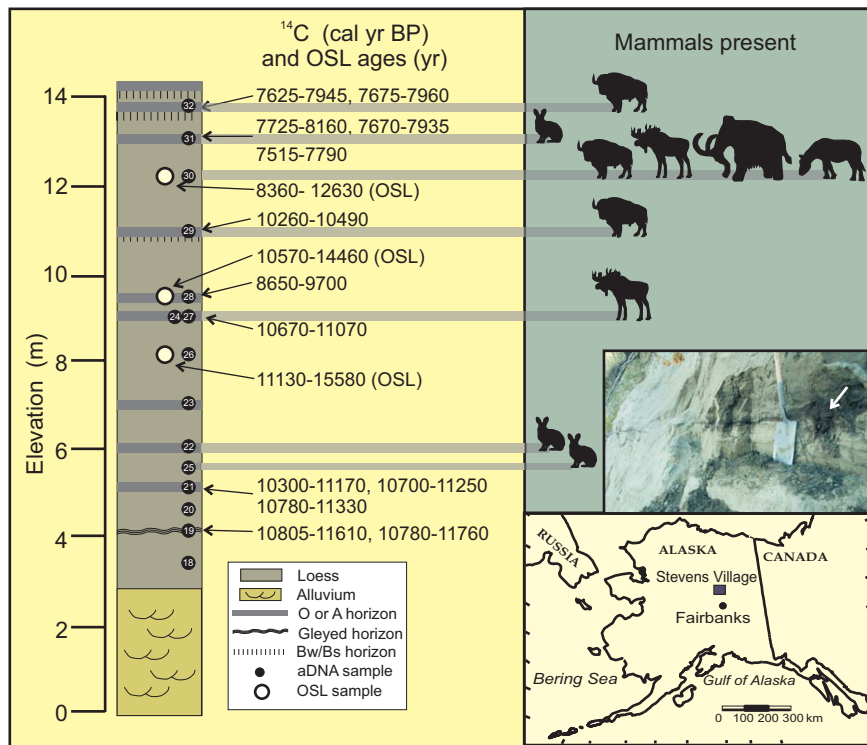 14C (cal yr BP)
and OSL ages (yr)
Mammals present
Elevation (m)
14
12
10
8
6
4
2
0
32
31
30
29
28
24 27
26
23
22
25
21
20
19
18
7625-7945, 7675-7960
7725-8160, 7670-7935
7515-7790
8360- 12630 (OSL)
10260-10490
10570-14460 (OSL)
8650-9700
10670-11070
11130-15580 (OSL)
10300-11170, 10700-11250
10780-11330
10805-11610, 10780-11760
Loess
Alluvium
O or A horizon
Gleyed horizon
Bw/Bs horizon
aDNA sample
OSL sample
RUSSIA
ALASKA
CANADA
Stevens Village
Fairbanks
Bering Sea
Gulf of Alaska
0 100 200 300 km